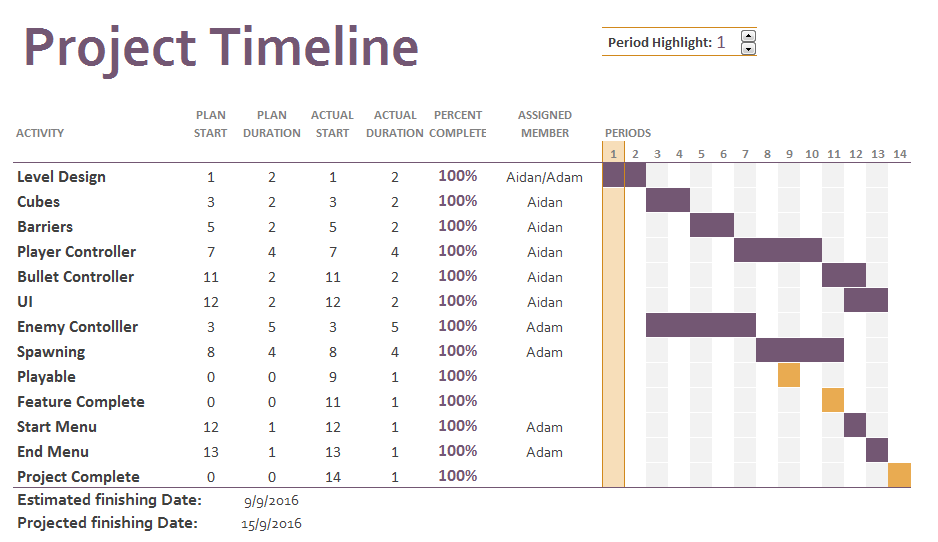 Project Timeline
Period Highlight: 1
PLAN PLAN ACTUAL ACTUAL PERCENT ASSIGNED
ACTIVITY START DURATION START DURATION COMPLETE MEMBER PERIODS
1 2 3 4 5 6 7 8 9 10 11 12 13 14
Level Design 1 2 1 2 100% Aidan/Adam
Cubes 3 2 3 2 100% Aidan
Barriers 5 2 5 2 100% Aidan
Player Controller 7 4 7 4 100% Aidan
Bullet Controller 11 2 11 2 100% Aidan
UI 12 2 12 2 100% Aidan
Enemy Contolller 3 5 3 5 100% Adam
Spawning 8 4 8 4 100% Adam
Playable 0 0 9 1 100%
Feature Complete 0 0 11 1 100%
Start Menu 12 1 12 1 100% Adam
End Menu 13 1 13 1 100% Adam
Project Complete 0 0 14 1 100%
Estimated finishing Date: 9/9/2016
Projected finishing Date: 15/9/2016